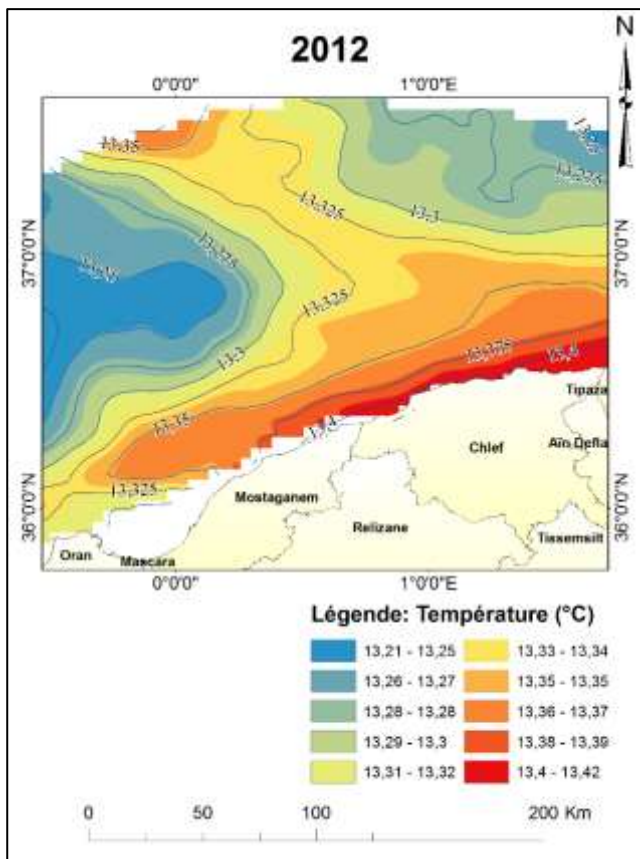 2012
N
0°0'0"
1°0'0"E
13,35
13,325
13,3
13,275
37°0'0"N
37°0'0"N
13,275
13,325
13,3
13,375
13,4
13,35
13,4
13,325
Tipaza
Aïn Defla
Chlef
Mostaganem
Relizane
Tissemsilt
Oran
Mascara
36°0'0"N
36°0'0"N
0°0'0"
1°0'0"E
Légende: Température (°C)
13,21 - 13,25
13,26 - 13,27
13,28 - 13,28
13,29 - 13,3
13,31 - 13,32
13,33 - 13,34
13,35 - 13,35
13,36 - 13,37
13,38 - 13,39
13,4 - 13,42
0 50 100 200 Km